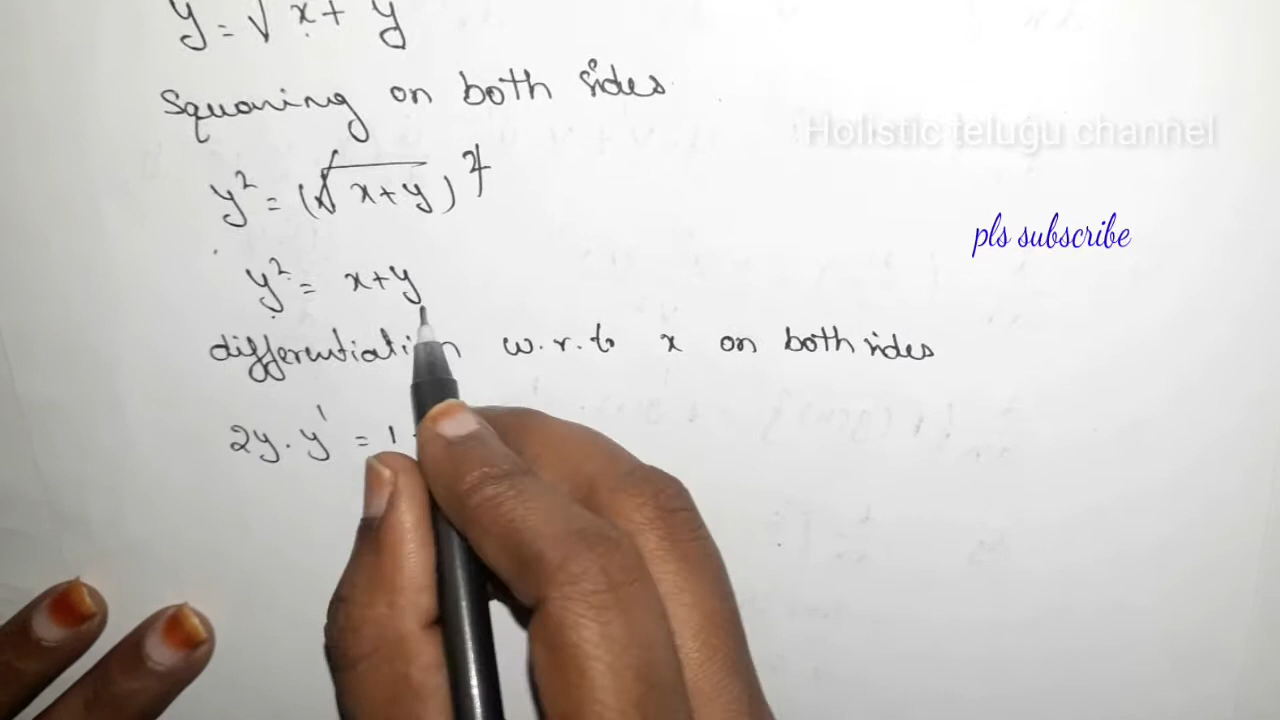 y = √x + y
Squaring on both sides
Holistic telugu channel
y² = (√x+y)²
pls subscribe
y² = x+y
differentiation w.r.to x on both sides
2y . y' = 1